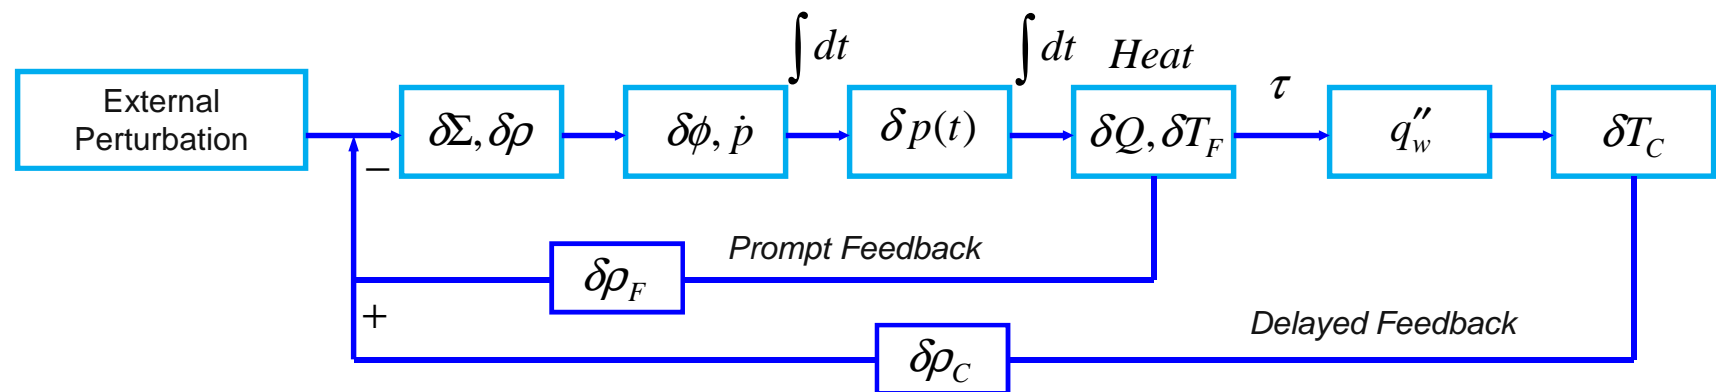 ∫dt
∫dt
Heat
τ
External
Perturbation
δΣ, δρ
δϕ, ṗ
δp(t)
δQ, δT_F
q″_w
δT_C
−
Prompt Feedback
δρ_F
+
Delayed Feedback
δρ_C